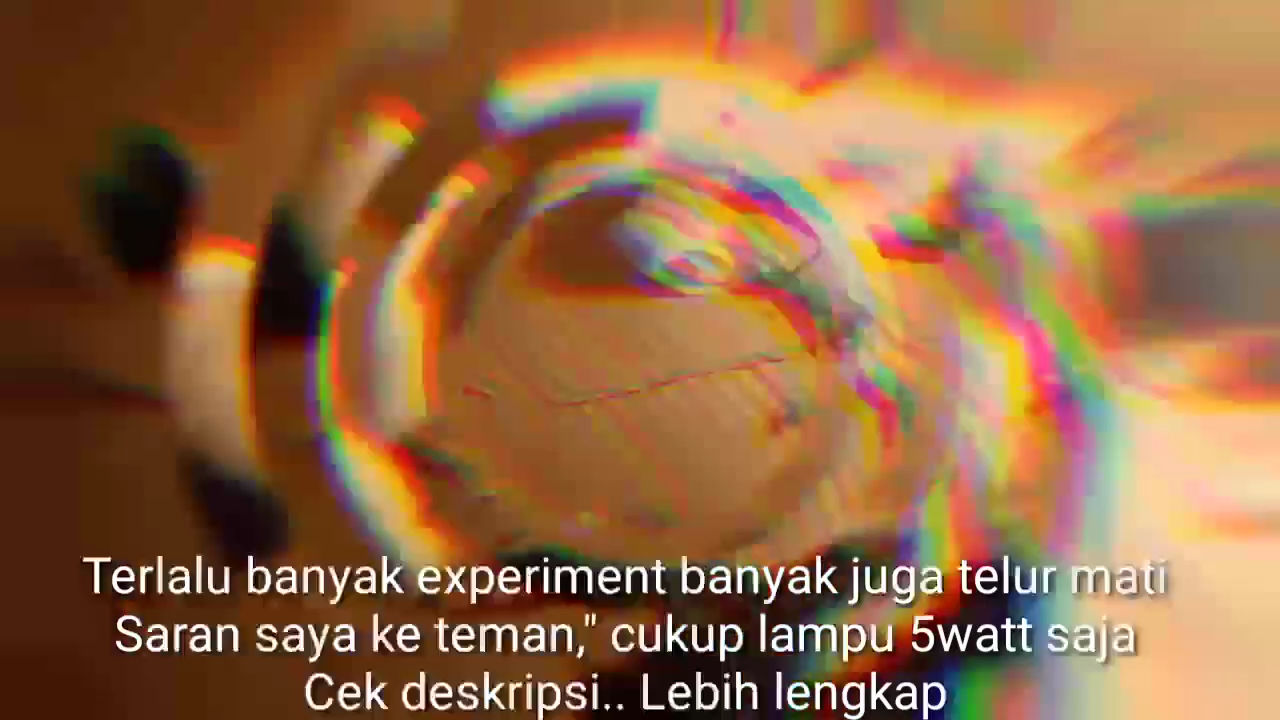 Terlalu banyak experiment banyak juga telur mati
Saran saya ke teman," cukup lampu 5watt saja
Cek deskripsi.. Lebih lengkap